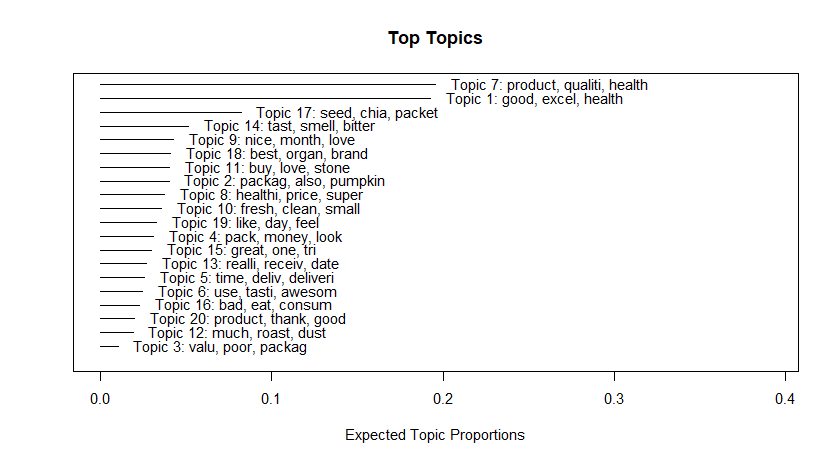 Top Topics
Topic 7: product, qualiti, health
Topic 1: good, excel, health
Topic 17: seed, chia, packet
Topic 14: tast, smell, bitter
Topic 9: nice, month, love
Topic 18: best, organ, brand
Topic 11: buy, love, stone
Topic 2: packag, also, pumpkin
Topic 8: healthi, price, super
Topic 10: fresh, clean, small
Topic 19: like, day, feel
Topic 4: pack, money, look
Topic 15: great, one, tri
Topic 13: realli, receiv, date
Topic 5: time, deliv, deliveri
Topic 6: use, tasti, awesom
Topic 16: bad, eat, consum
Topic 20: product, thank, good
Topic 12: much, roast, dust
Topic 3: valu, poor, packag
0.0 0.1 0.2 0.3 0.4
Expected Topic Proportions